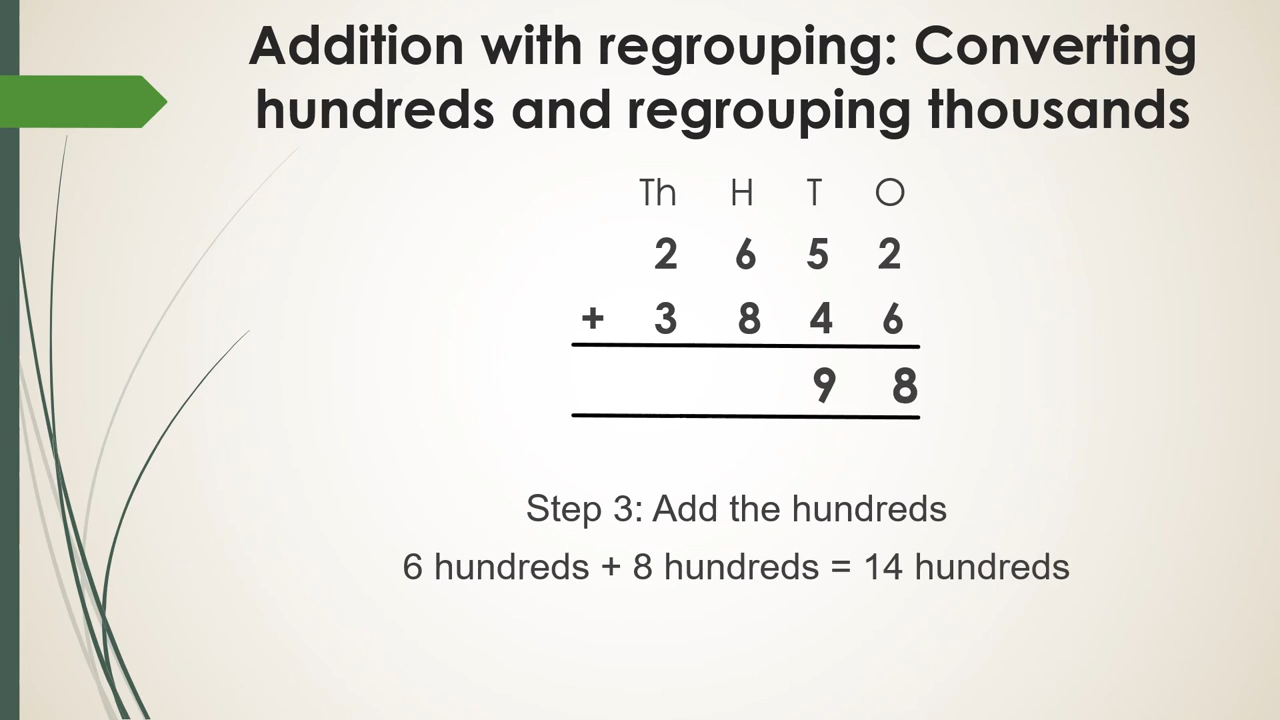 Addition with regrouping: Converting
hundreds and regrouping thousands
Th H T O
2 6 5 2
+ 3 8 4 6
9 8
Step 3: Add the hundreds
6 hundreds + 8 hundreds = 14 hundreds